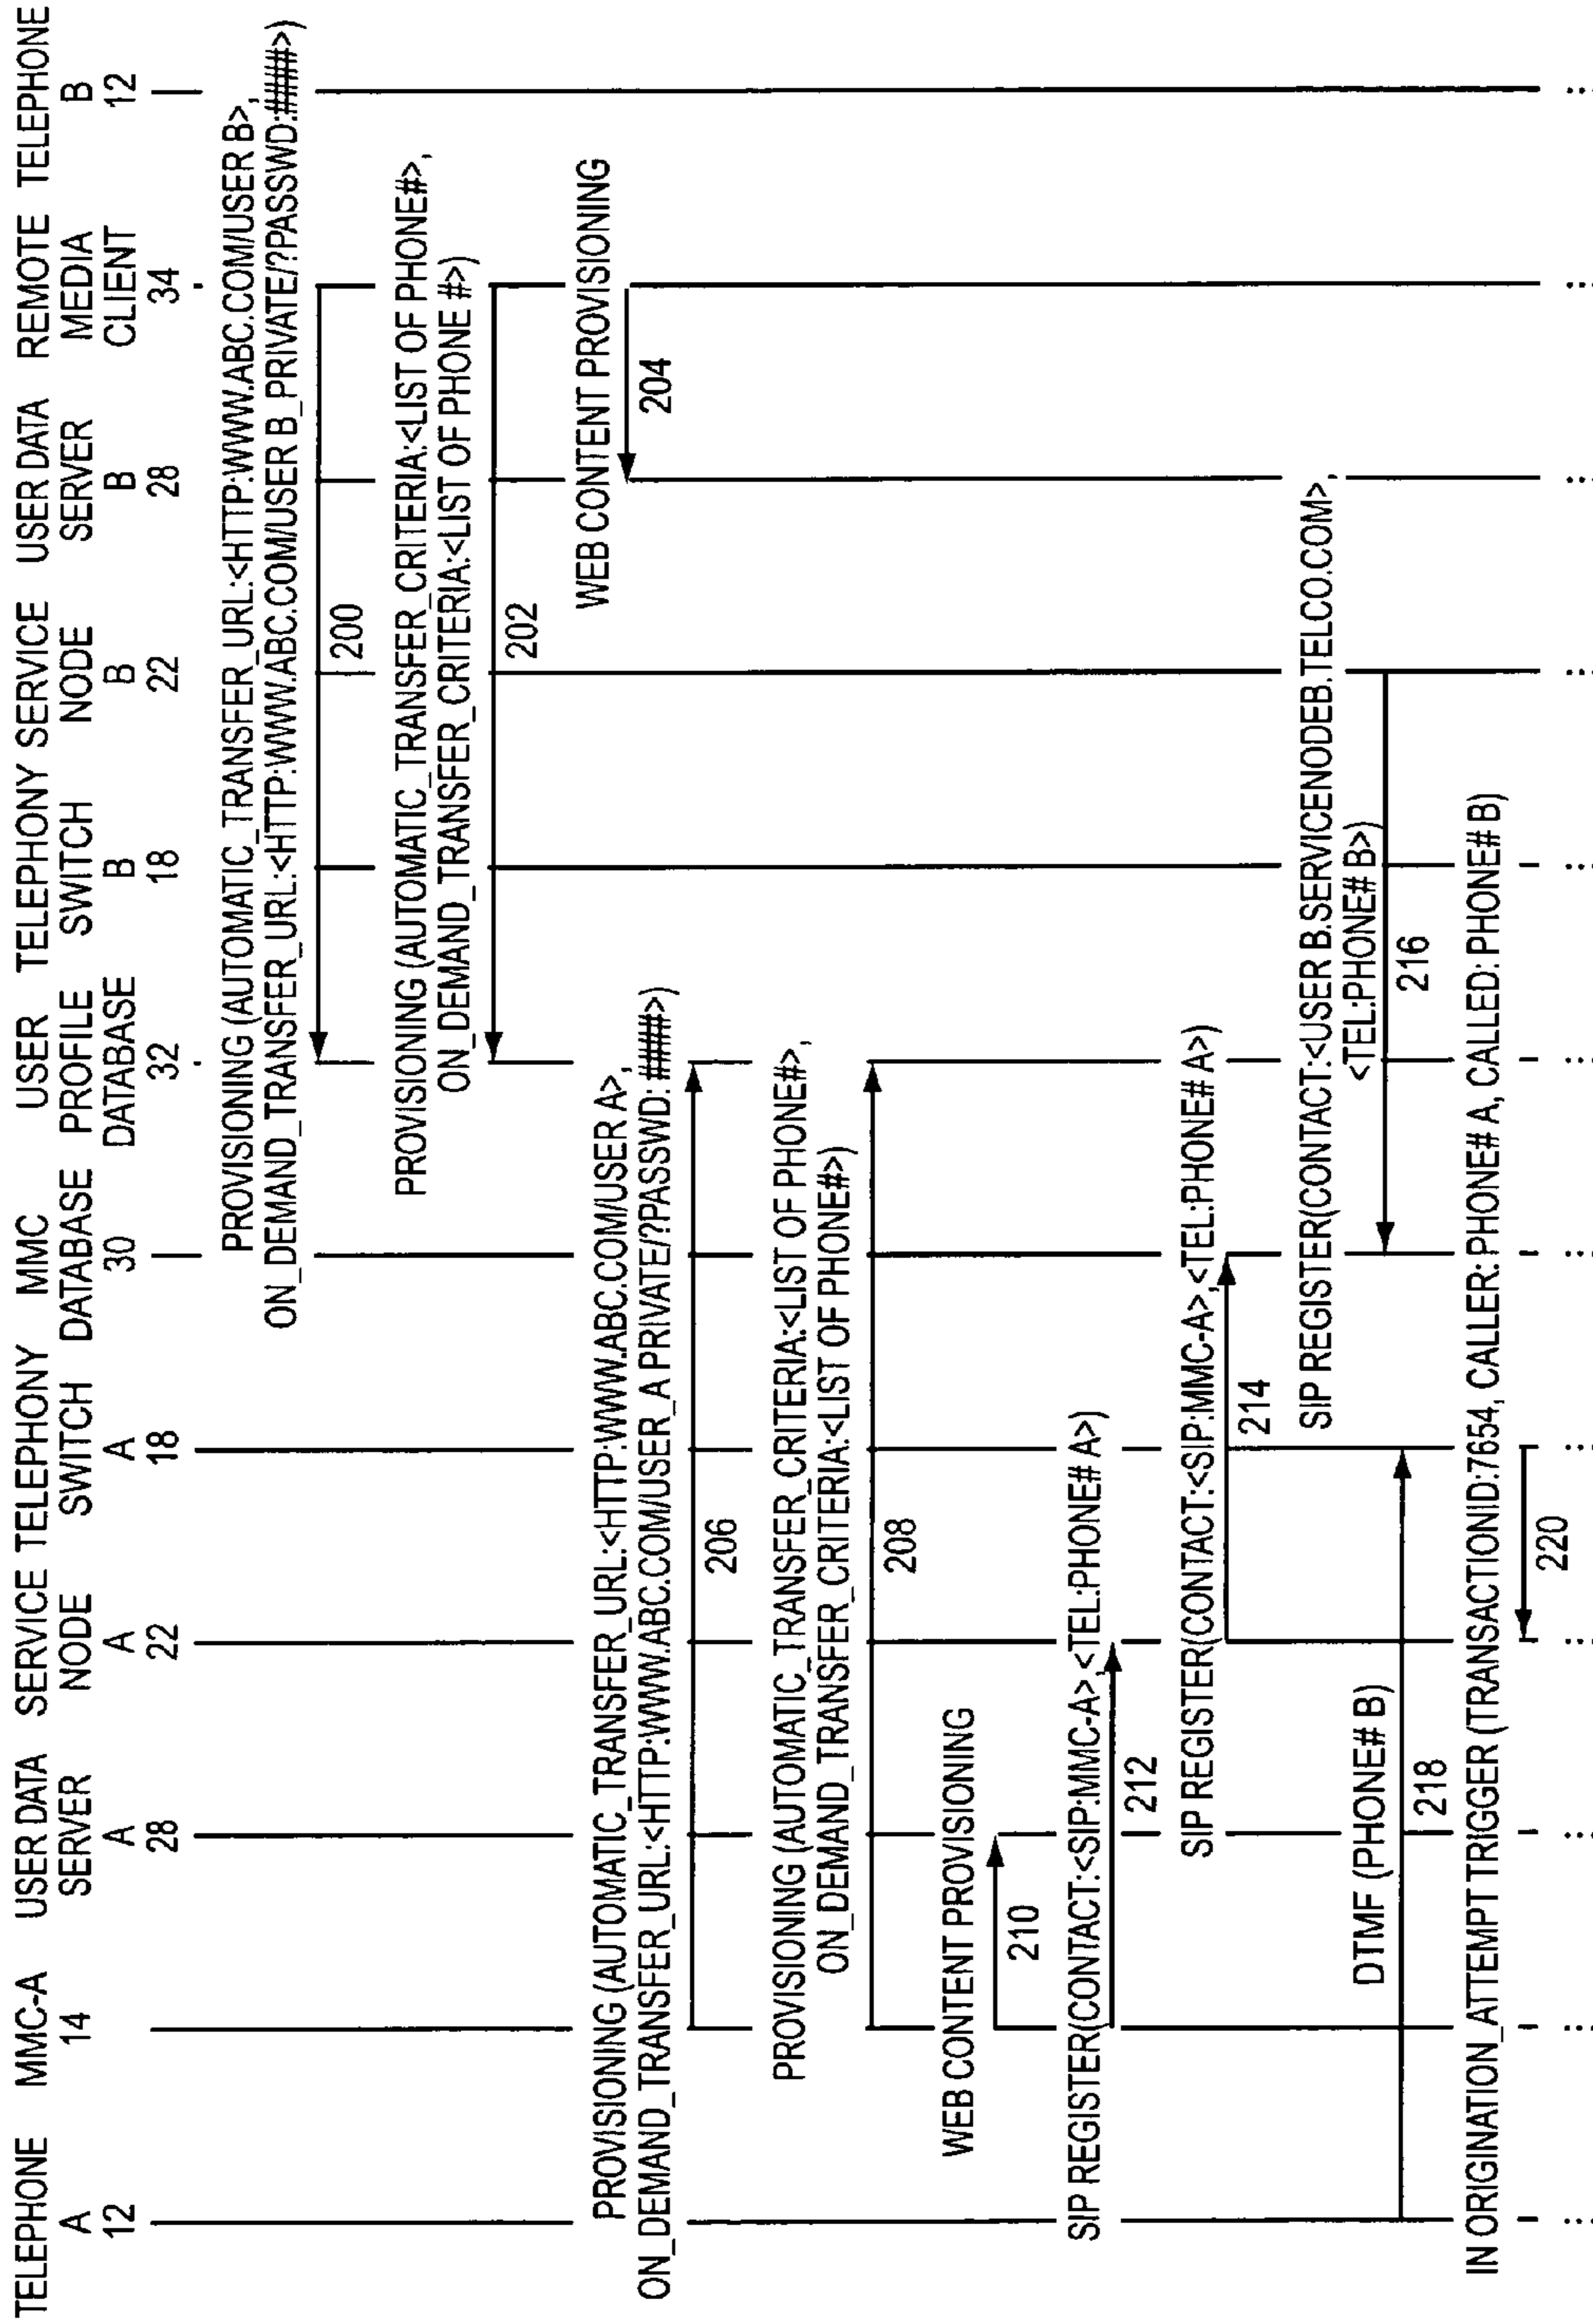 TELEPHONE MMC-A USER DATA SERVICE TELEPHONY MMC USER TELEPHONY SERVICE USER DATA REMOTE TELEPHONE
A 14 SERVER NODE SWITCH DATABASE PROFILE SWITCH NODE SERVER MEDIA B
12 A A A 30 DATABASE B B B CLIENT 12
28 22 18 32 18 22 28 34
PROVISIONING (AUTOMATIC_TRANSFER_URL:<HTTP:WWW.ABC.COM/USER B>,
ON_DEMAND_TRANSFER_URL:<HTTP:WWW.ABC.COM/USER B_PRIVATE/?PASSWD:####>)
200
PROVISIONING (AUTOMATIC_TRANSFER_CRITERIA:<LIST OF PHONE#>,
ON_DEMAND_TRANSFER_CRITERIA:<LIST OF PHONE #>)
202
WEB CONTENT PROVISIONING
204
PROVISIONING (AUTOMATIC_TRANSFER_URL:<HTTP:WWW.ABC.COM/USER A>,
ON_DEMAND_TRANSFER_URL:<HTTP:WWW.ABC.COM/USER_A PRIVATE/?PASSWD: ####>)
206
PROVISIONING (AUTOMATIC_TRANSFER_CRITERIA:<LIST OF PHONE#>,
ON_DEMAND_TRANSFER_CRITERIA:<LIST OF PHONE#>)
208
WEB CONTENT PROVISIONING
210
SIP REGISTER(CONTACT:<SIP:MMC-A>,<TEL:PHONE# A>)
212
SIP REGISTER(CONTACT:<SIP:MMC-A>,<TEL:PHONE# A>)
214
SIP REGISTER(CONTACT:<USER B.SERVICENODEB.TELCO.COM>,
<TEL:PHONE# B>)
216
DTMF (PHONE# B)
218
IN ORIGINATION_ATTEMPT TRIGGER (TRANSACTIONID:7654, CALLER: PHONE# A, CALLED: PHONE# B)
220